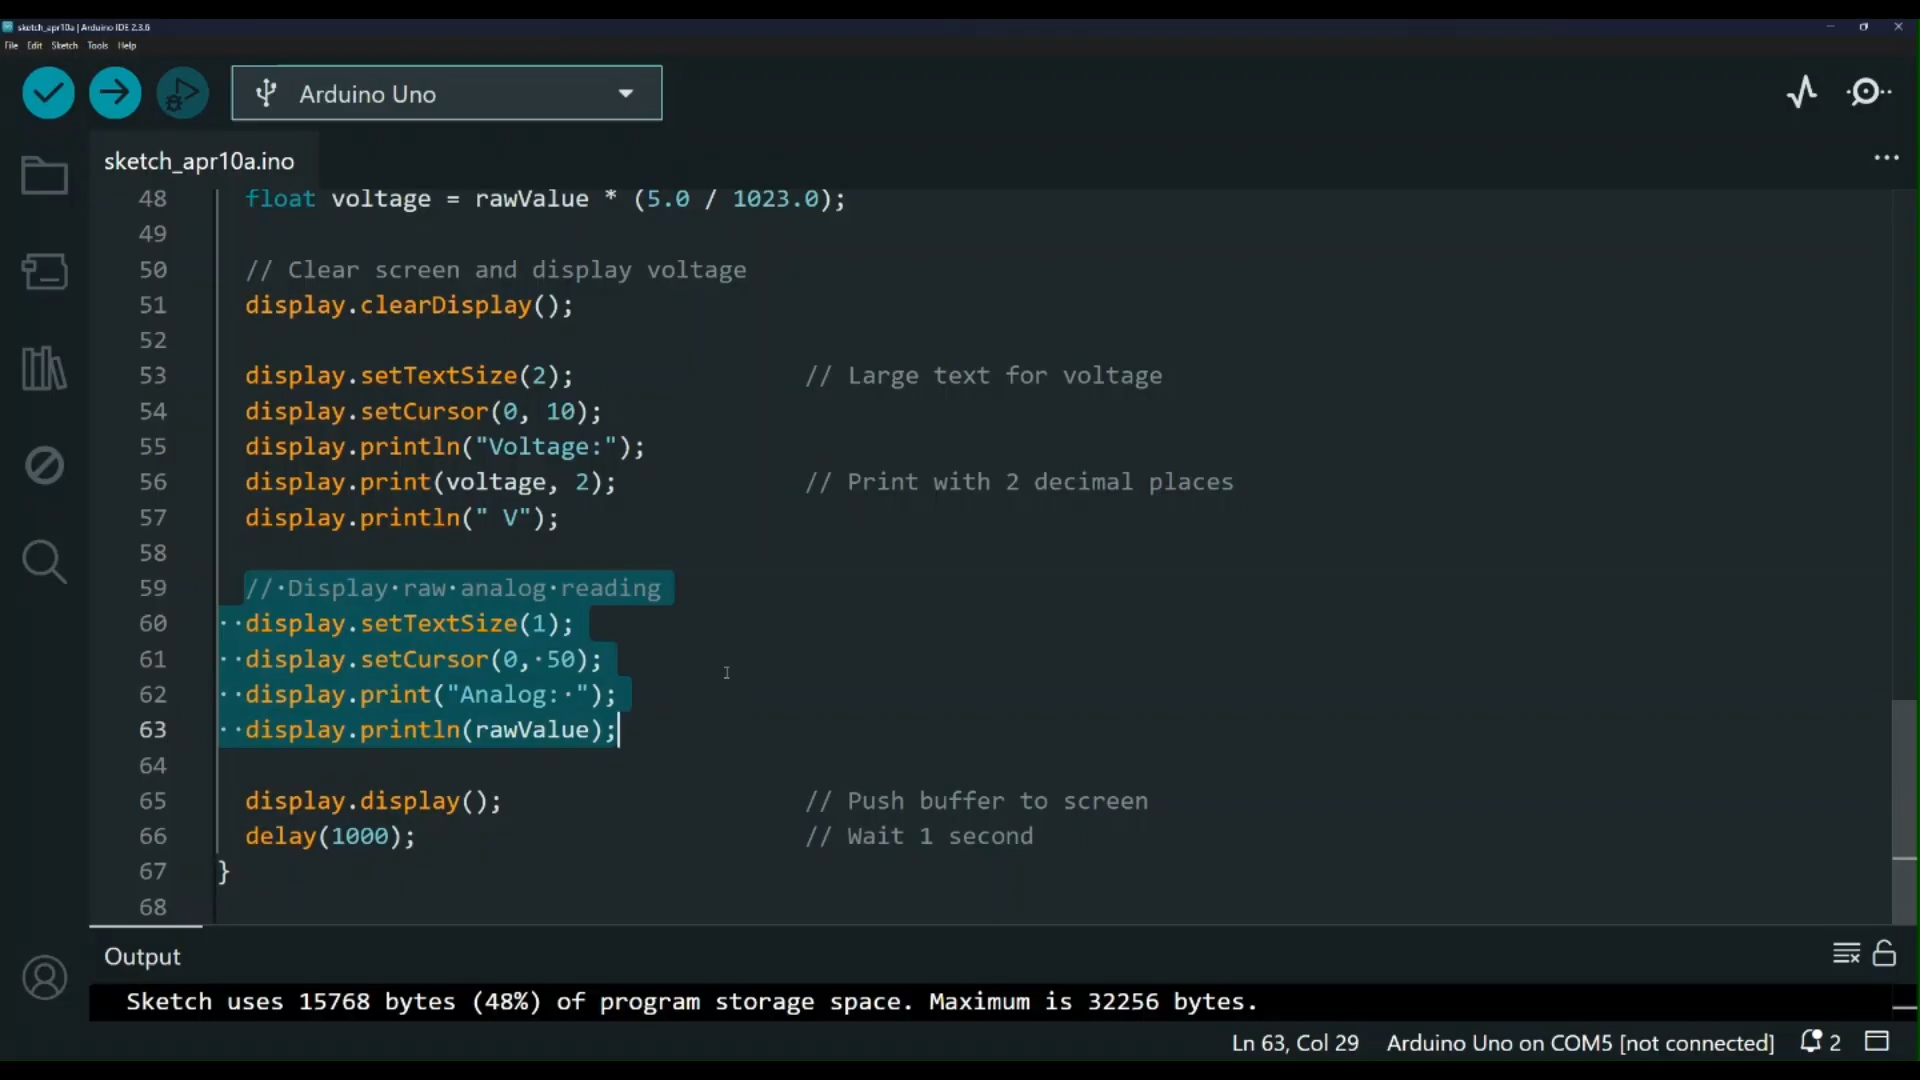 sketch_apr10a | Arduino IDE 2.3.6
File Edit Sketch Tools Help
Arduino Uno
sketch_apr10a.ino
48 float voltage = rawValue * (5.0 / 1023.0);
49
50 // Clear screen and display voltage
51 display.clearDisplay();
52
53 display.setTextSize(2); // Large text for voltage
54 display.setCursor(0, 10);
55 display.println("Voltage:");
56 display.print(voltage, 2); // Print with 2 decimal places
57 display.println(" V");
58
59 // Display raw analog reading
60 display.setTextSize(1);
61 display.setCursor(0, 50);
62 display.print("Analog: ");
63 display.println(rawValue);
64
65 display.display(); // Push buffer to screen
66 delay(1000); // Wait 1 second
67 }
68
Output
Sketch uses 15768 bytes (48%) of program storage space. Maximum is 32256 bytes.
Ln 63, Col 29 Arduino Uno on COM5 [not connected] 2